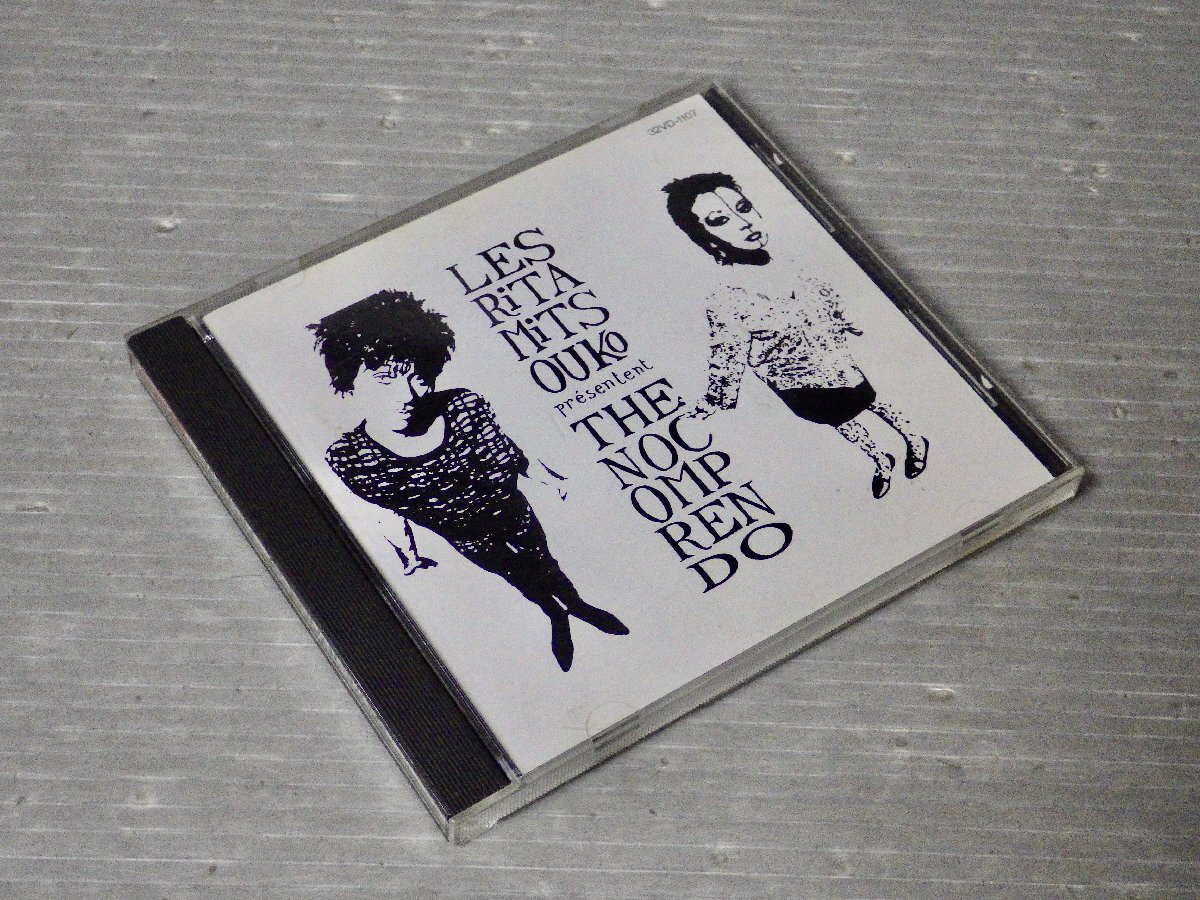 32VD-1107
LES
RiTA
MiTS
OUKO
présentent
THE
NOC
OMP
REN
DO